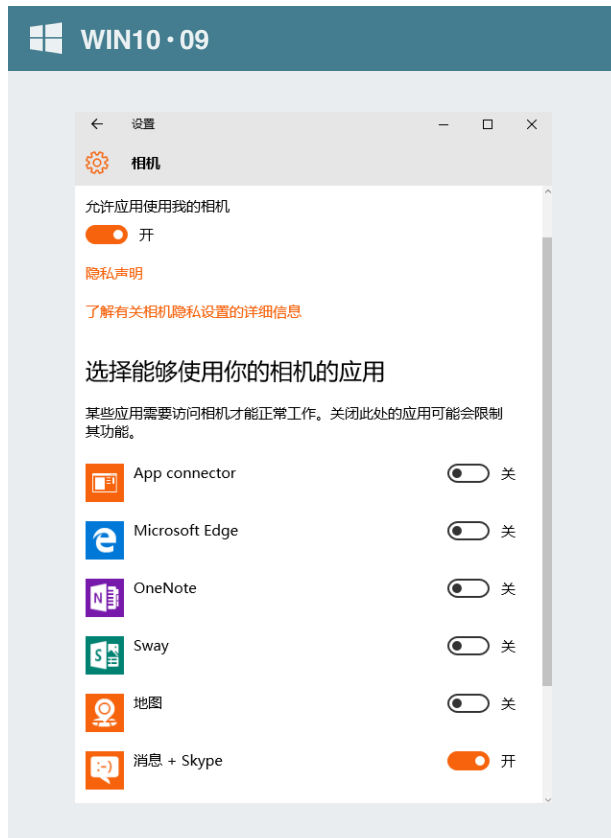 WIN10·09
设置
相机
允许应用使用我的相机
开
隐私声明
了解有关相机隐私设置的详细信息
选择能够使用你的相机的应用
某些应用需要访问相机才能正常工作。关闭此处的应用可能会限制
其功能。
App connector 关
Microsoft Edge 关
OneNote 关
Sway 关
地图 关
消息 + Skype 开